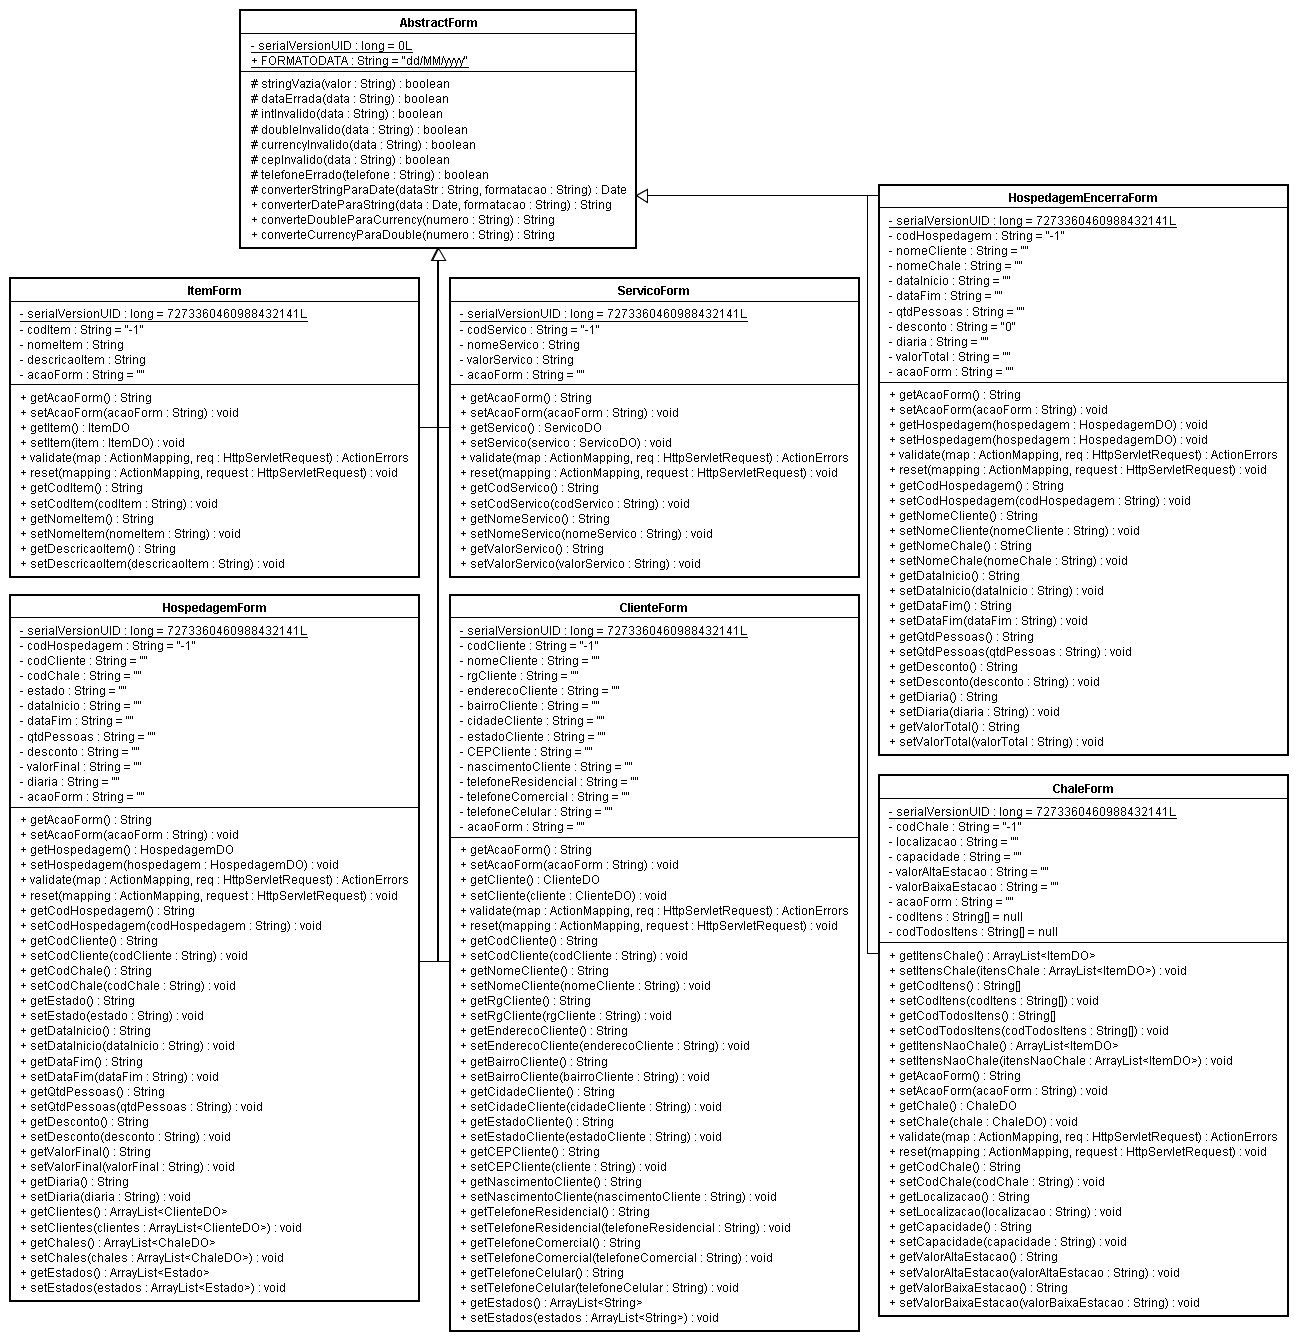 AbstractForm
- serialVersionUID : long = 0L
+ FORMATODATA : String = "dd/MM/yyyy"
# stringVazia(valor : String) : boolean
# dataErrada(data : String) : boolean
# intInvalido(data : String) : boolean
# doubleInvalido(data : String) : boolean
# currencyInvalido(data : String) : boolean
# cepInvalido(data : String) : boolean
# telefoneErrado(telefone : String) : boolean
# converterStringParaDate(dataStr : String, formatacao : String) : Date
+ converterDateParaString(data : Date, formatacao : String) : String
+ converteDoubleParaCurrency(numero : String) : String
+ converteCurrencyParaDouble(numero : String) : String
ItemForm
- serialVersionUID : long = 7273360460988432141L
- codItem : String = "-1"
- nomeItem : String
- descricaoItem : String
- acaoForm : String = ""
+ getAcaoForm() : String
+ setAcaoForm(acaoForm : String) : void
+ getItem() : ItemDO
+ setItem(item : ItemDO) : void
+ validate(map : ActionMapping, req : HttpServletRequest) : ActionErrors
+ reset(mapping : ActionMapping, request : HttpServletRequest) : void
+ getCodItem() : String
+ setCodItem(codItem : String) : void
+ getNomeItem() : String
+ setNomeItem(nomeItem : String) : void
+ getDescricaoItem() : String
+ setDescricaoItem(descricaoItem : String) : void
ServicoForm
- serialVersionUID : long = 7273360460988432141L
- codServico : String = "-1"
- nomeServico : String
- valorServico : String
- acaoForm : String = ""
+ getAcaoForm() : String
+ setAcaoForm(acaoForm : String) : void
+ getServico() : ServicoDO
+ setServico(servico : ServicoDO) : void
+ validate(map : ActionMapping, req : HttpServletRequest) : ActionErrors
+ reset(mapping : ActionMapping, request : HttpServletRequest) : void
+ getCodServico() : String
+ setCodServico(codServico : String) : void
+ getNomeServico() : String
+ setNomeServico(nomeServico : String) : void
+ getValorServico() : String
+ setValorServico(valorServico : String) : void
HospedagemEncerraForm
- serialVersionUID : long = 7273360460988432141L
- codHospedagem : String = "-1"
- nomeCliente : String = ""
- nomeChale : String = ""
- dataInicio : String = ""
- dataFim : String = ""
- qtdPessoas : String = ""
- desconto : String = "0"
- diaria : String = ""
- valorTotal : String = ""
- acaoForm : String = ""
+ getAcaoForm() : String
+ setAcaoForm(acaoForm : String) : void
+ getHospedagem(hospedagem : HospedagemDO) : void
+ setHospedagem(hospedagem : HospedagemDO) : void
+ validate(map : ActionMapping, req : HttpServletRequest) : ActionErrors
+ reset(mapping : ActionMapping, request : HttpServletRequest) : void
+ getCodHospedagem() : String
+ setCodHospedagem(codHospedagem : String) : void
+ getNomeCliente() : String
+ setNomeCliente(nomeCliente : String) : void
+ getNomeChale() : String
+ setNomeChale(nomeChale : String) : void
+ getDataInicio() : String
+ setDataInicio(dataInicio : String) : void
+ getDataFim() : String
+ setDataFim(dataFim : String) : void
+ getQtdPessoas() : String
+ setQtdPessoas(qtdPessoas : String) : void
+ getDesconto() : String
+ setDesconto(desconto : String) : void
+ getDiaria() : String
+ setDiaria(diaria : String) : void
+ getValorTotal() : String
+ setValorTotal(valorTotal : String) : void
HospedagemForm
- serialVersionUID : long = 7273360460988432141L
- codHospedagem : String = "-1"
- codCliente : String = ""
- codChale : String = ""
- estado : String = ""
- dataInicio : String = ""
- dataFim : String = ""
- qtdPessoas : String = ""
- desconto : String = ""
- valorFinal : String = ""
- diaria : String = ""
- acaoForm : String = ""
+ getAcaoForm() : String
+ setAcaoForm(acaoForm : String) : void
+ getHospedagem() : HospedagemDO
+ setHospedagem(hospedagem : HospedagemDO) : void
+ validate(map : ActionMapping, req : HttpServletRequest) : ActionErrors
+ reset(mapping : ActionMapping, request : HttpServletRequest) : void
+ getCodHospedagem() : String
+ setCodHospedagem(codHospedagem : String) : void
+ getCodCliente() : String
+ setCodCliente(codCliente : String) : void
+ getCodChale() : String
+ setCodChale(codChale : String) : void
+ getEstado() : String
+ setEstado(estado : String) : void
+ getDataInicio() : String
+ setDataInicio(dataInicio : String) : void
+ getDataFim() : String
+ setDataFim(dataFim : String) : void
+ getQtdPessoas() : String
+ setQtdPessoas(qtdPessoas : String) : void
+ getDesconto() : String
+ setDesconto(desconto : String) : void
+ getValorFinal() : String
+ setValorFinal(valorFinal : String) : void
+ getDiaria() : String
+ setDiaria(diaria : String) : void
+ getClientes() : ArrayList<ClienteDO>
+ setClientes(clientes : ArrayList<ClienteDO>) : void
+ getChales() : ArrayList<ChaleDO>
+ setChales(chales : ArrayList<ChaleDO>) : void
+ getEstados() : ArrayList<Estado>
+ setEstados(estados : ArrayList<Estado>) : void
ClienteForm
- serialVersionUID : long = 7273360460988432141L
- codCliente : String = "-1"
- nomeCliente : String = ""
- rgCliente : String = ""
- enderecoCliente : String = ""
- bairroCliente : String = ""
- cidadeCliente : String = ""
- estadoCliente : String = ""
- CEPCliente : String = ""
- nascimentoCliente : String = ""
- telefoneResidencial : String = ""
- telefoneComercial : String = ""
- telefoneCelular : String = ""
- acaoForm : String = ""
+ getAcaoForm() : String
+ setAcaoForm(acaoForm : String) : void
+ getCliente() : ClienteDO
+ setCliente(cliente : ClienteDO) : void
+ validate(map : ActionMapping, req : HttpServletRequest) : ActionErrors
+ reset(mapping : ActionMapping, request : HttpServletRequest) : void
+ getCodCliente() : String
+ setCodCliente(codCliente : String) : void
+ getNomeCliente() : String
+ setNomeCliente(nomeCliente : String) : void
+ getRgCliente() : String
+ setRgCliente(rgCliente : String) : void
+ getEnderecoCliente() : String
+ setEnderecoCliente(enderecoCliente : String) : void
+ getBairroCliente() : String
+ setBairroCliente(bairroCliente : String) : void
+ getCidadeCliente() : String
+ setCidadeCliente(cidadeCliente : String) : void
+ getEstadoCliente() : String
+ setEstadoCliente(estadoCliente : String) : void
+ getCEPCliente() : String
+ setCEPCliente(cliente : String) : void
+ getNascimentoCliente() : String
+ setNascimentoCliente(nascimentoCliente : String) : void
+ getTelefoneResidencial() : String
+ setTelefoneResidencial(telefoneResidencial : String) : void
+ getTelefoneComercial() : String
+ setTelefoneComercial(telefoneComercial : String) : void
+ getTelefoneCelular() : String
+ setTelefoneCelular(telefoneCelular : String) : void
+ getEstados() : ArrayList<String>
+ setEstados(estados : ArrayList<String>) : void
ChaleForm
- serialVersionUID : long = 7273360460988432141L
- codChale : String = "-1"
- localizacao : String = ""
- capacidade : String = ""
- valorAltaEstacao : String = ""
- valorBaixaEstacao : String = ""
- acaoForm : String = ""
- codItens : String[] = null
- codTodosItens : String[] = null
+ getItensChale() : ArrayList<ItemDO>
+ setItensChale(itensChale : ArrayList<ItemDO>) : void
+ getCodItens() : String[]
+ setCodItens(codItens : String[]) : void
+ getCodTodosItens() : String[]
+ setCodTodosItens(codTodosItens : String[]) : void
+ getItensNaoChale() : ArrayList<ItemDO>
+ setItensNaoChale(itensNaoChale : ArrayList<ItemDO>) : void
+ getAcaoForm() : String
+ setAcaoForm(acaoForm : String) : void
+ getChale() : ChaleDO
+ setChale(chale : ChaleDO) : void
+ validate(map : ActionMapping, req : HttpServletRequest) : ActionErrors
+ reset(mapping : ActionMapping, request : HttpServletRequest) : void
+ getCodChale() : String
+ setCodChale(codChale : String) : void
+ getLocalizacao() : String
+ setLocalizacao(localizacao : String) : void
+ getCapacidade() : String
+ setCapacidade(capacidade : String) : void
+ getValorAltaEstacao() : String
+ setValorAltaEstacao(valorAltaEstacao : String) : void
+ getValorBaixaEstacao() : String
+ setValorBaixaEstacao(valorBaixaEstacao : String) : void